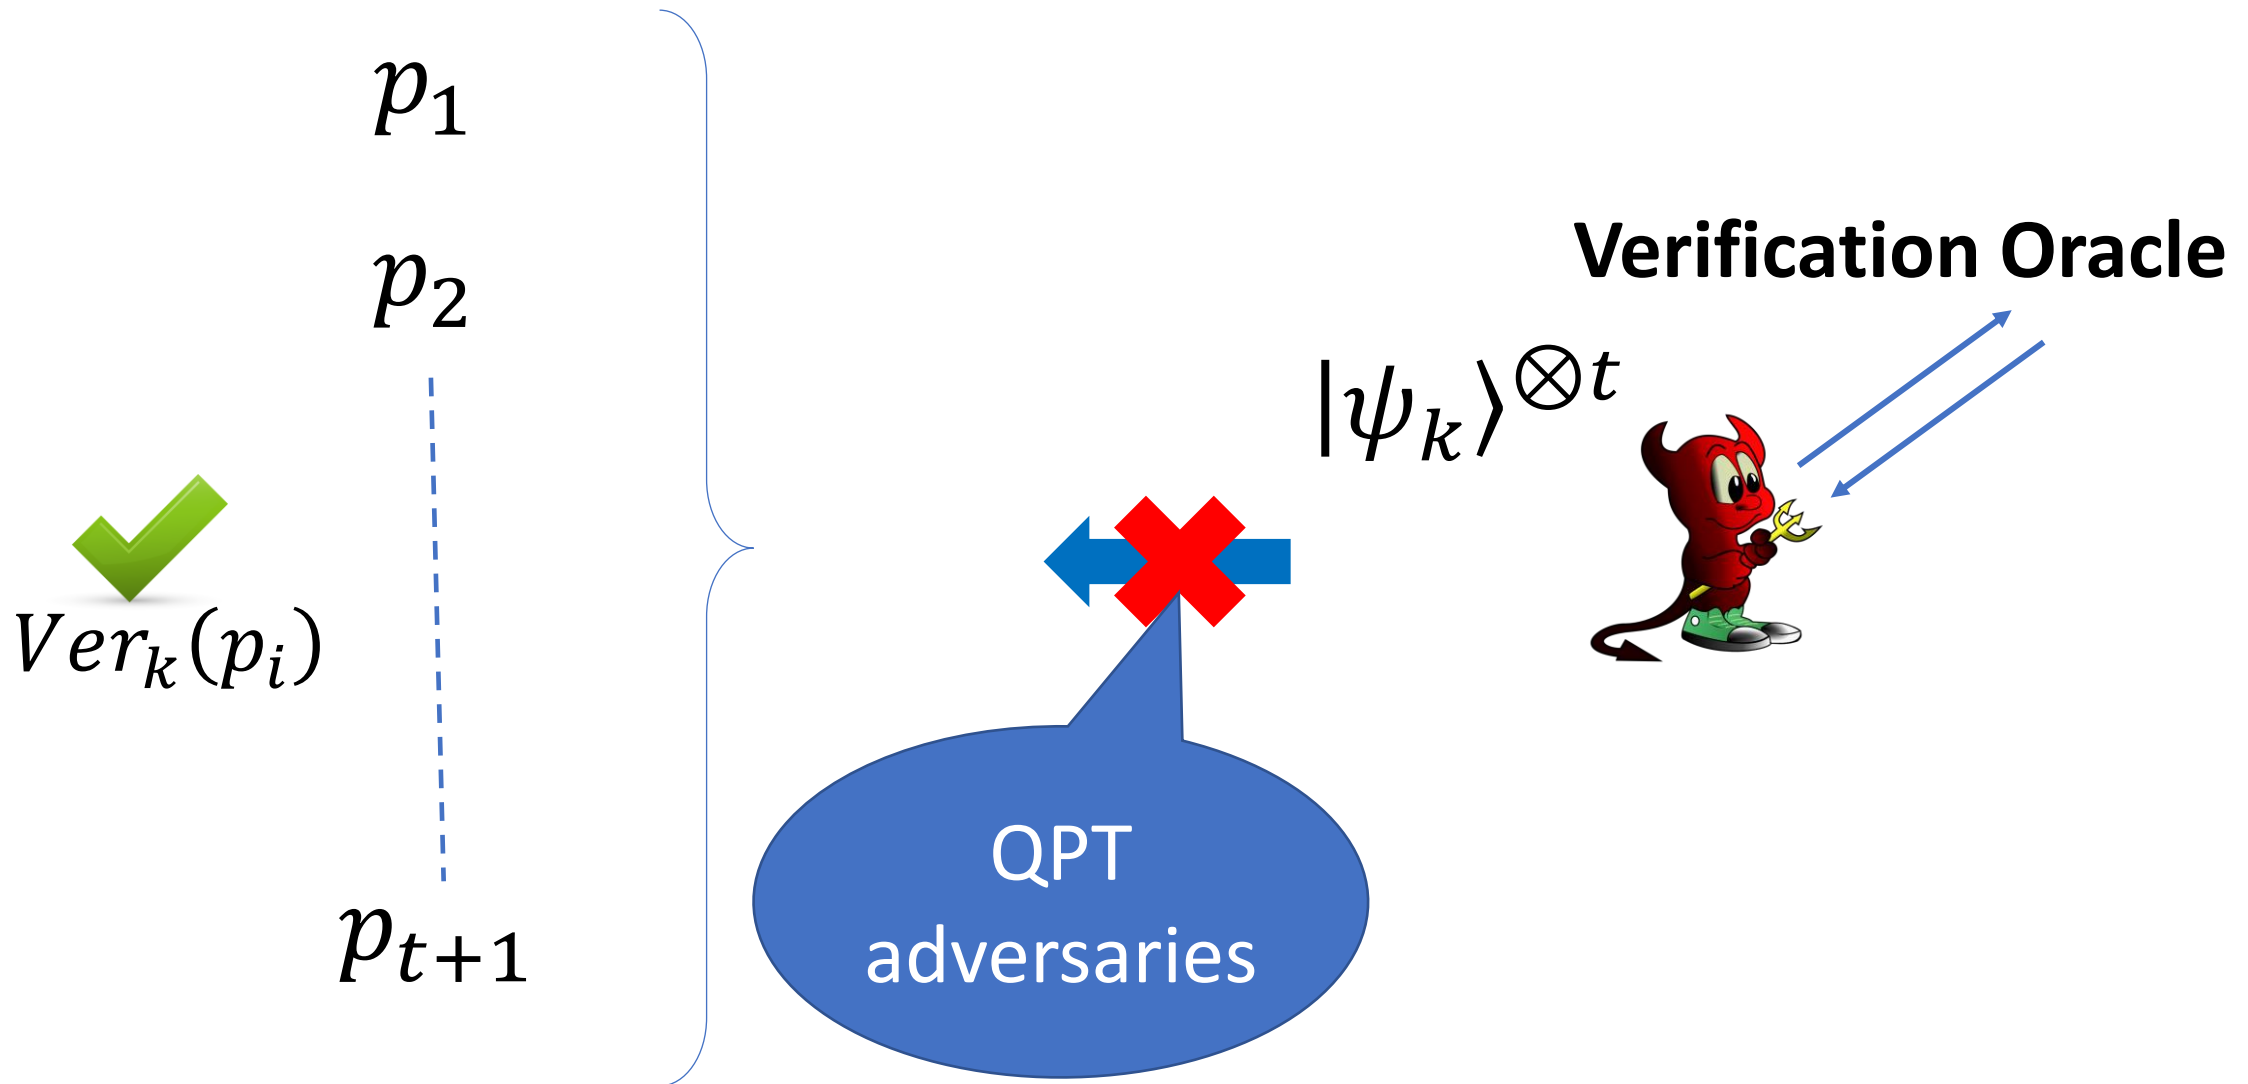 p₁
p₂
Verₖ(pᵢ)
pₜ₊₁
|ψₖ⟩^{⊗t}
Verification Oracle
QPT
adversaries